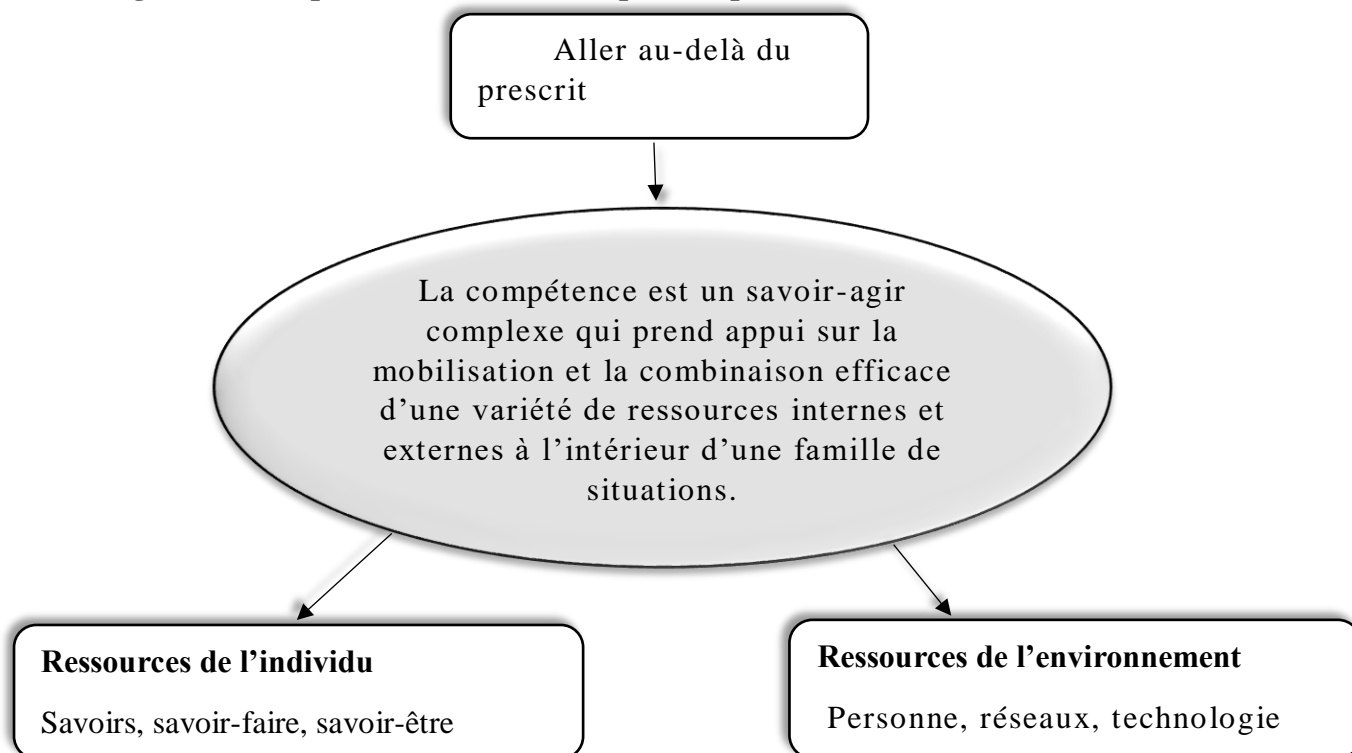 Aller au-delà du
prescrit
La compétence est un savoir-agir
complexe qui prend appui sur la
mobilisation et la combinaison efficace
d’une variété de ressources internes et
externes à l’intérieur d’une famille de
situations.
Ressources de l’individu
Savoirs, savoir-faire, savoir-être
Ressources de l’environnement
Personne, réseaux, technologie